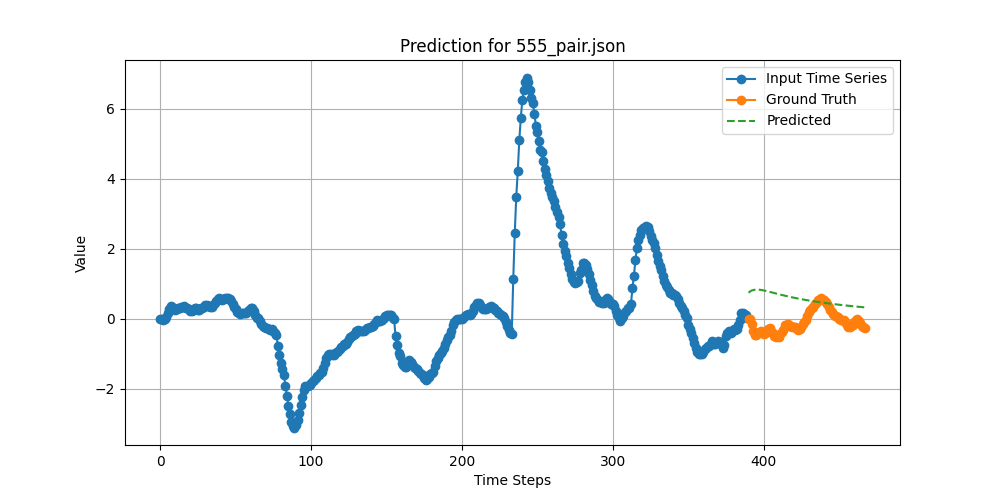 Prediction for 555_pair.json
Input Time Series
Ground Truth
Predicted
Value
6
4
2
0
−2
0 100 200 300 400
Time Steps